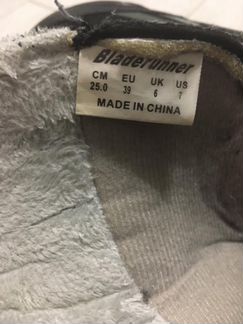 Bladerunner
CM EU UK US
25.0 39 6 7
MADE IN CHINA